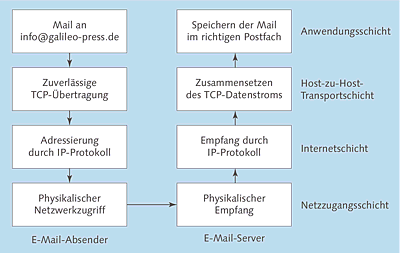 Mail an
info@galileo-press.de
Speichern der Mail
im richtigen Postfach
Anwendungsschicht
Zuverlässige
TCP-Übertragung
Zusammensetzen
des TCP-Datenstroms
Host-zu-Host-
Transportschicht
Adressierung
durch IP-Protokoll
Empfang durch
IP-Protokoll
Internetschicht
Physikalischer
Netzwerkzugriff
Physikalischer
Empfang
Netzzugangsschicht
E-Mail-Absender
E-Mail-Server